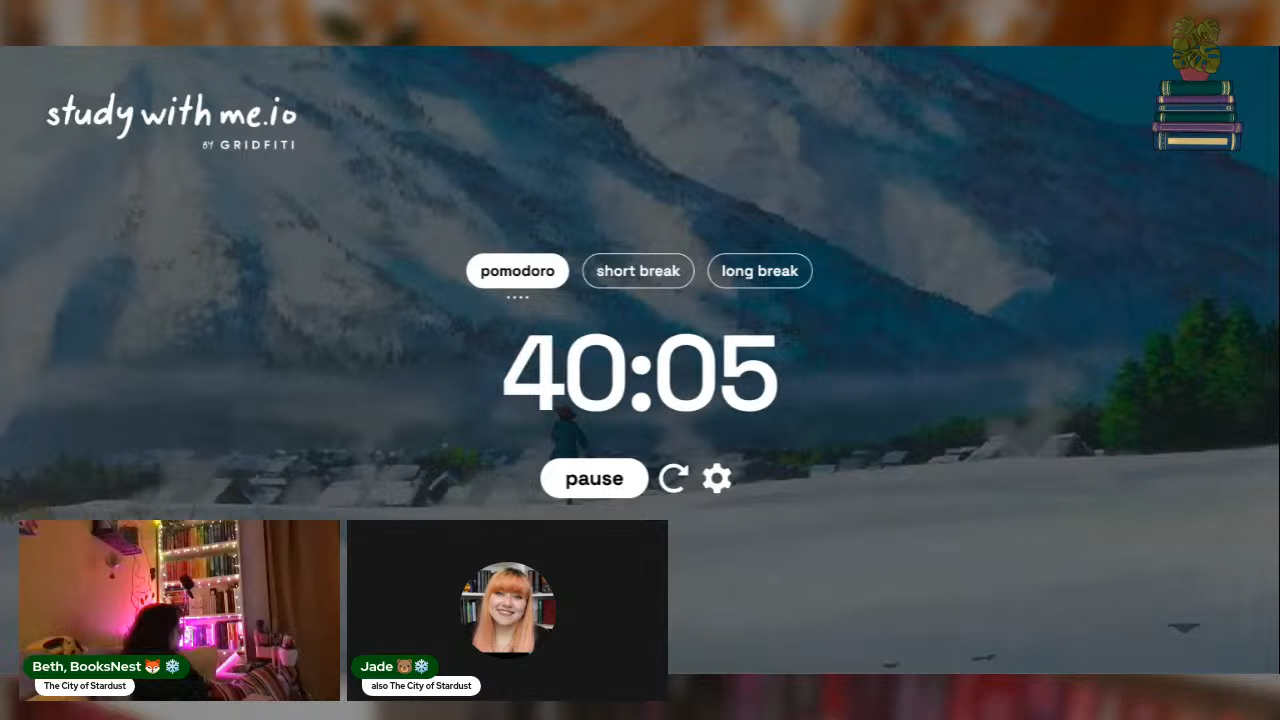 study with me.io
BY GRIDFITI
pomodoro
short break
long break
40:05
pause
Beth, BooksNest 🦊 ❄️
The City of Stardust
Jade 🐻❄️
also The City of Stardust